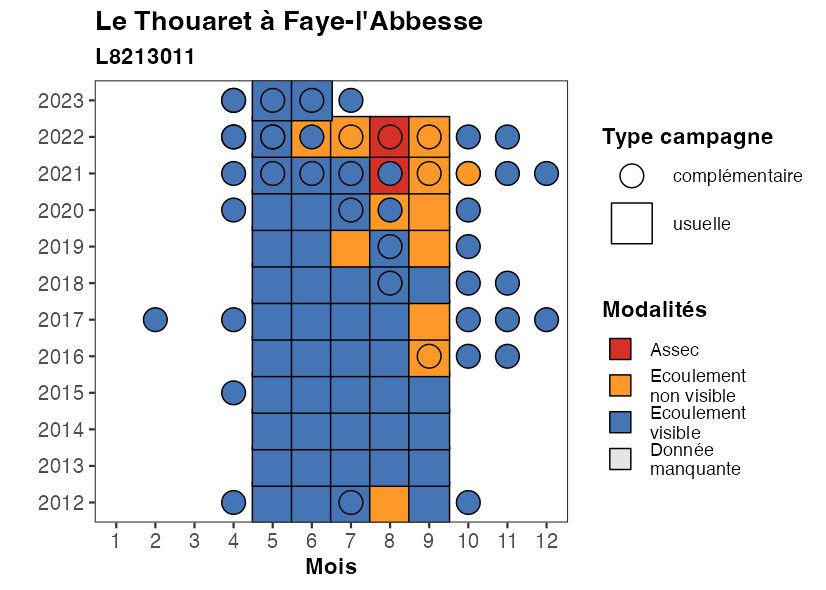 Le Thouaret à Faye-l'Abbesse
L8213011
2023
2022
2021
2020
2019
2018
2017
2016
2015
2014
2013
2012
1 2 3 4 5 6 7 8 9 10 11 12
Mois
Type campagne
complémentaire
usuelle
Modalités
Assec
Ecoulement
non visible
Ecoulement
visible
Donnée
manquante